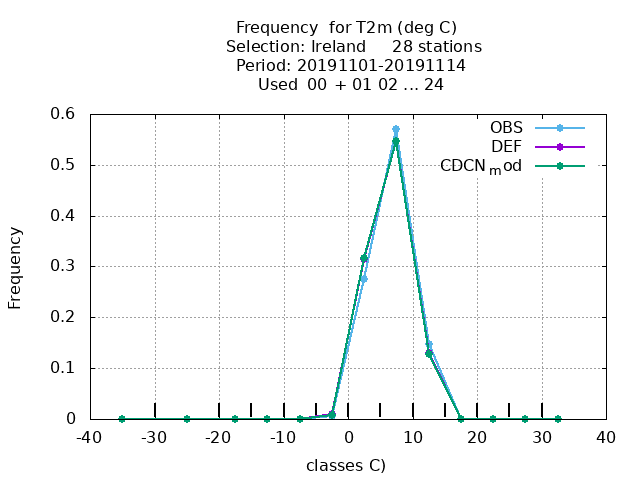 Frequency  for T2m (deg C)
Selection: Ireland     28 stations
Period: 20191101-20191114
Used  00 + 01 02 ... 24
OBS
DEF
CDCN_mod
Frequency
0.6
0.5
0.4
0.3
0.2
0.1
0
-40 -30 -20 -10 0 10 20 30 40
classes C)